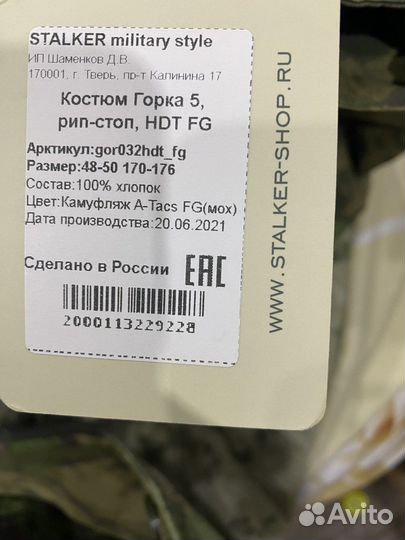 STALKER military style
ИП Шаменков Д.В.
170001, г. Тверь, пр-т Калинина 17
Костюм Горка 5,
рип-стоп, HDT FG
Арктикул:gor032hdt_fg
Размер:48-50 170-176
Состав:100% хлопок
Цвет:Камуфляж A-Tacs FG(мох)
Дата производства:20.06.2021
Сделано в России
EAC
2000113229228
WWW.STALKER-SHOP.RU
Avito